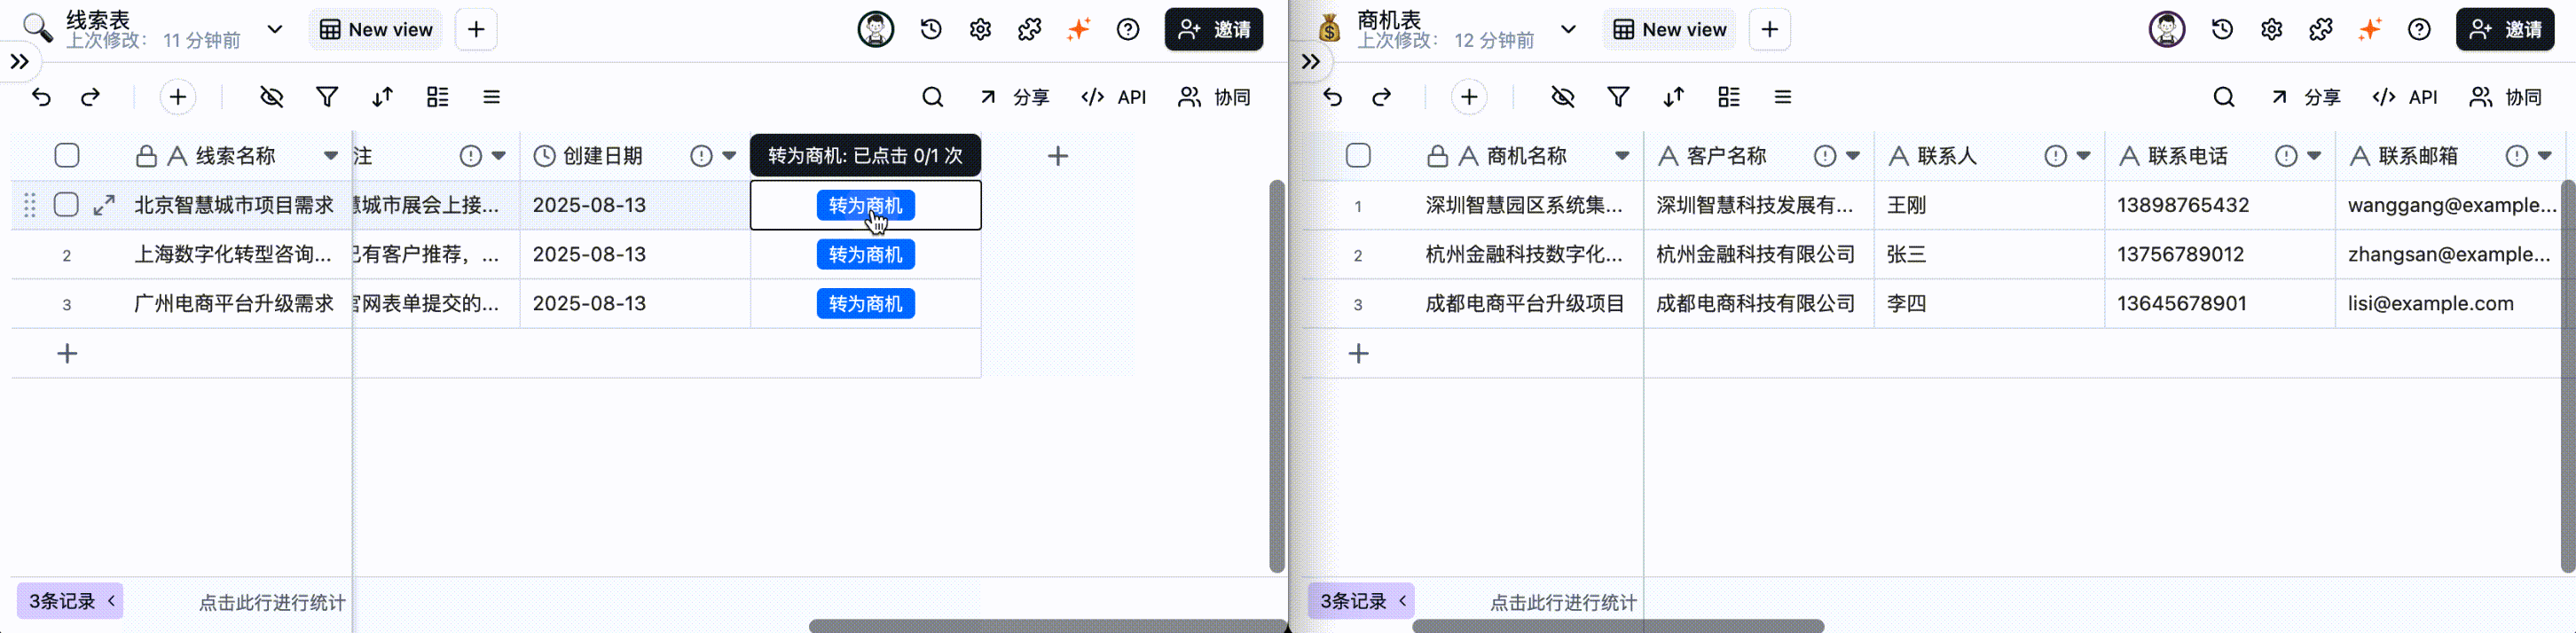 线索表
上次修改： 11 分钟前
New view
邀请
分享
API
协同
线索名称
注
创建日期
转为商机: 已点击 0/1 次
北京智慧城市项目需求
城市展会上接...
2025-08-13
转为商机
2
上海数字化转型咨询...
有客户推荐，...
2025-08-13
转为商机
3
广州电商平台升级需求
网表单提交的...
2025-08-13
转为商机
3条记录
点击此行进行统计
商机表
上次修改： 12 分钟前
New view
邀请
分享
API
协同
商机名称
客户名称
联系人
联系电话
联系邮箱
1
深圳智慧园区系统集...
深圳智慧科技发展有...
王刚
13898765432
wanggang@example...
2
杭州金融科技数字化...
杭州金融科技有限公司
张三
13756789012
zhangsan@example...
3
成都电商平台升级项目
成都电商科技有限公司
李四
13645678901
lisi@example.com
3条记录
点击此行进行统计